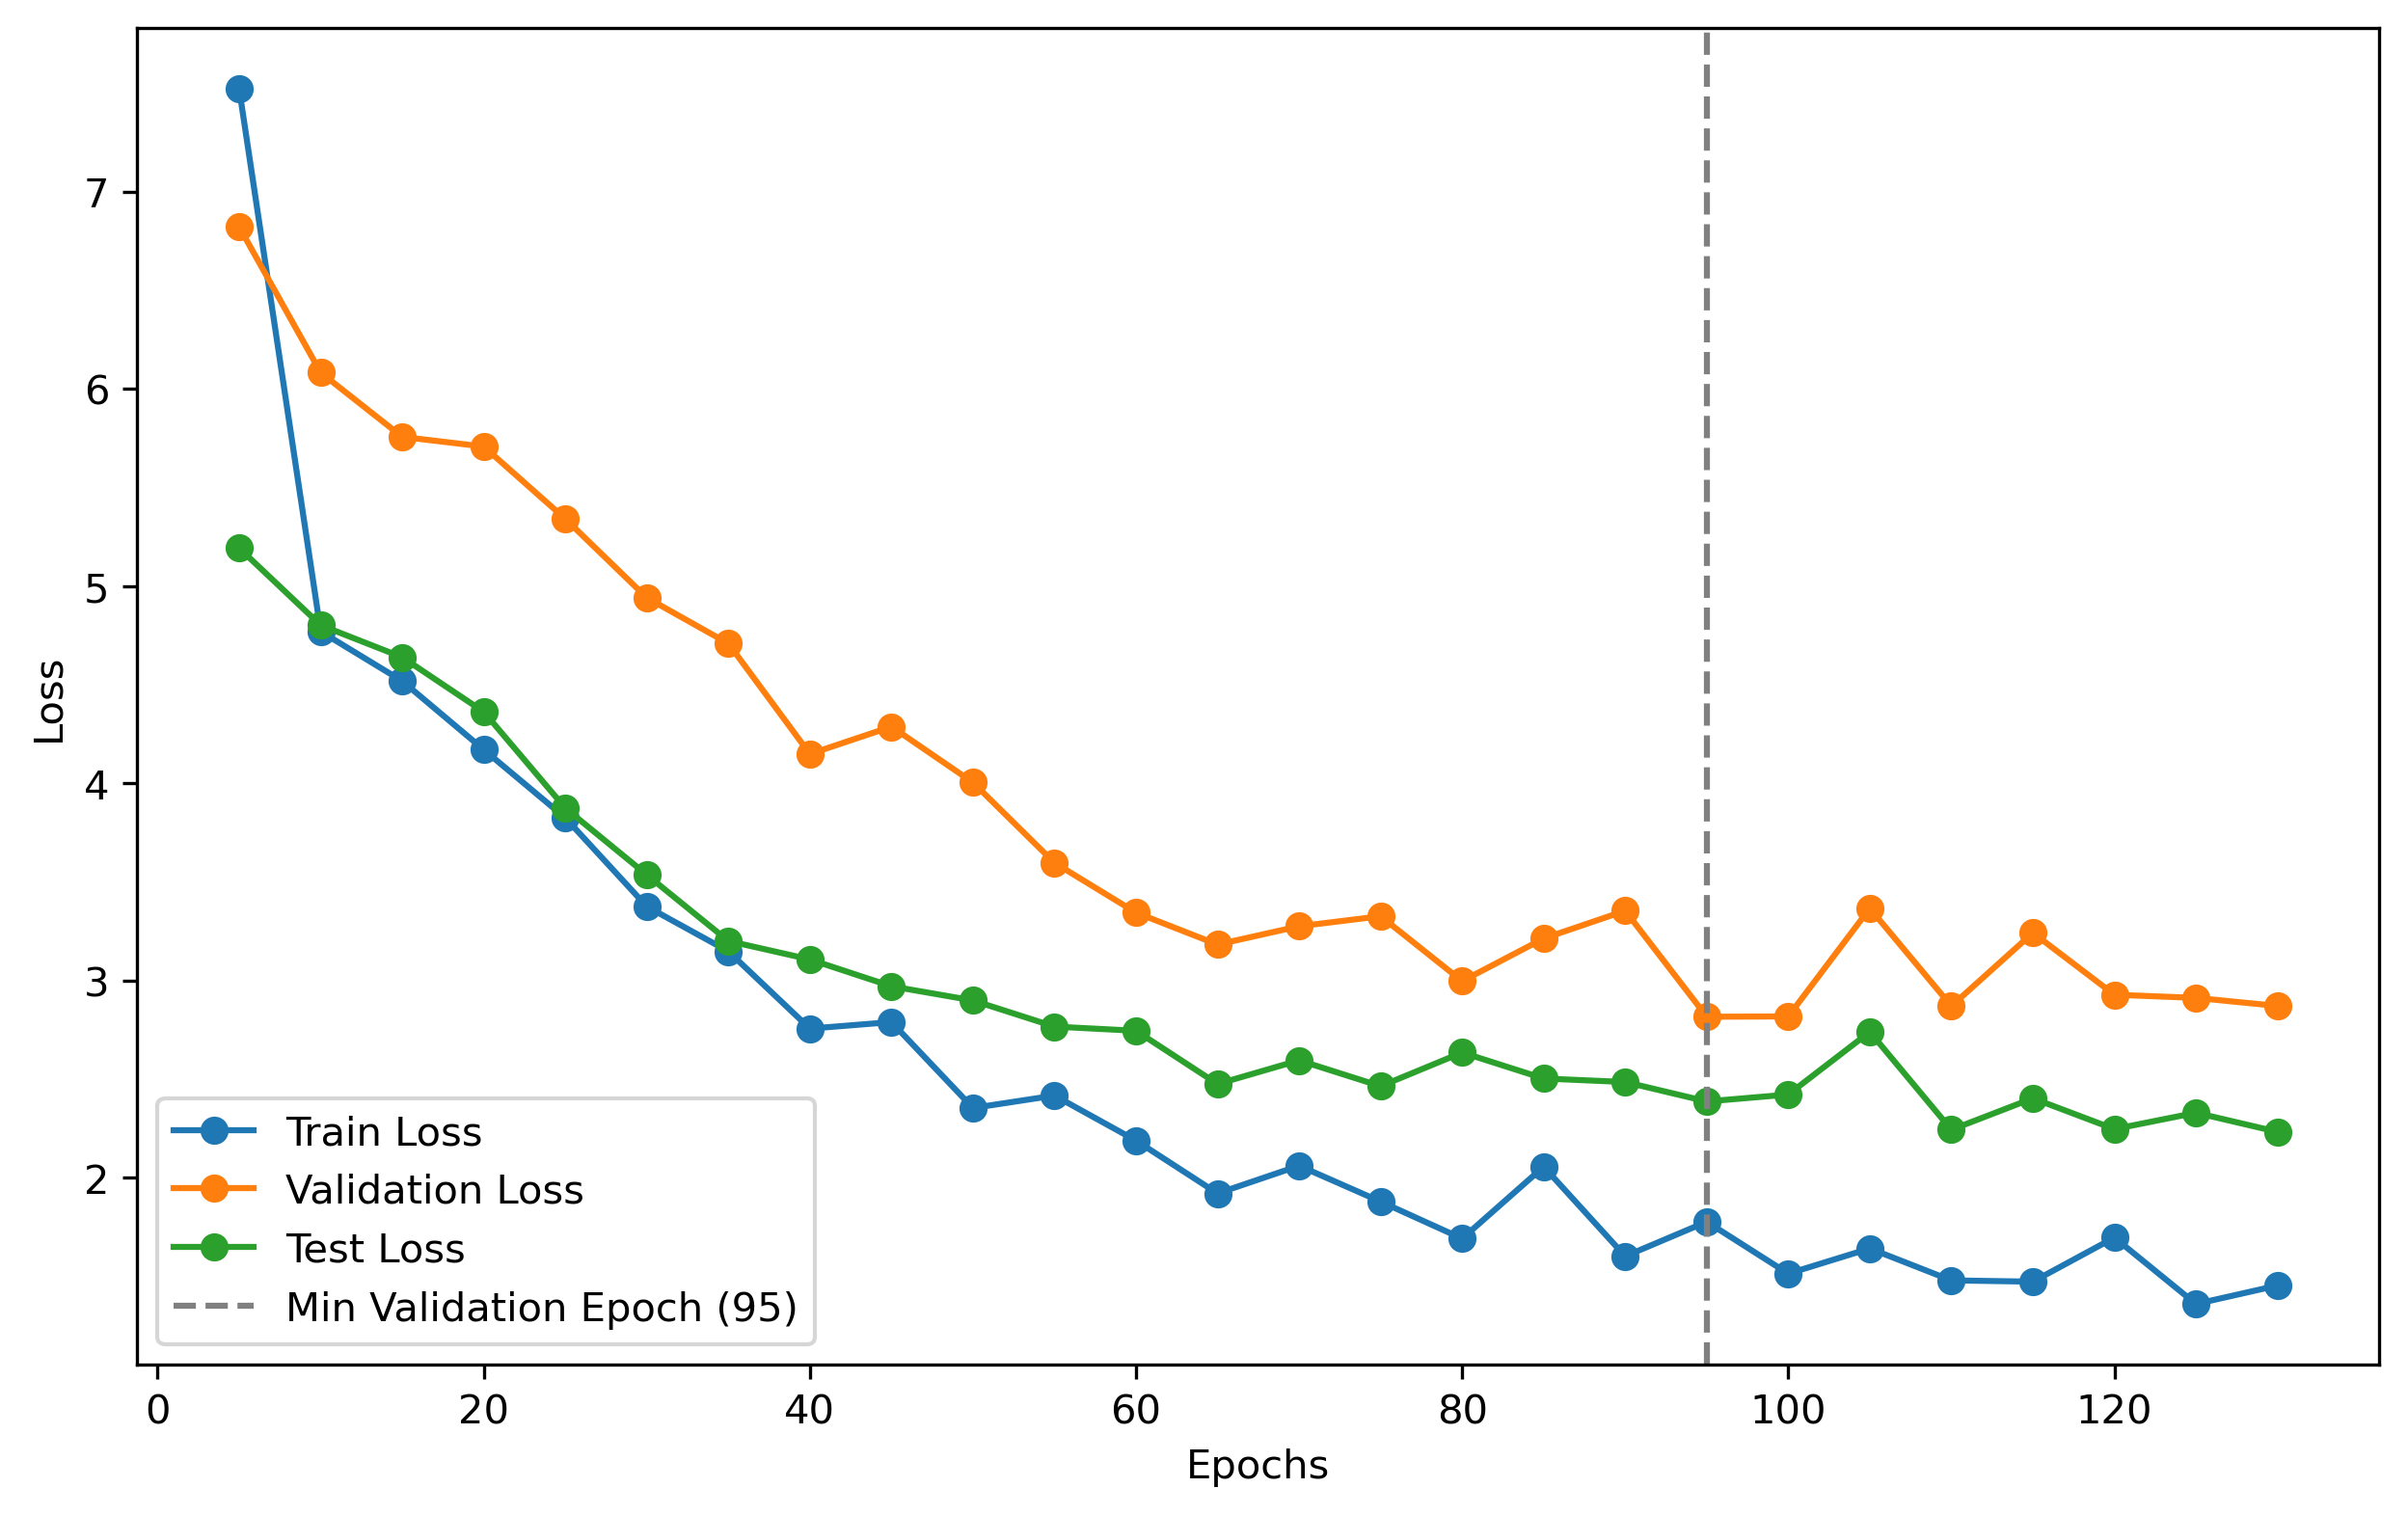 7
6
5
4
3
2
Loss
Train Loss
Validation Loss
Test Loss
Min Validation Epoch (95)
0 20 40 60 80 100 120
Epochs